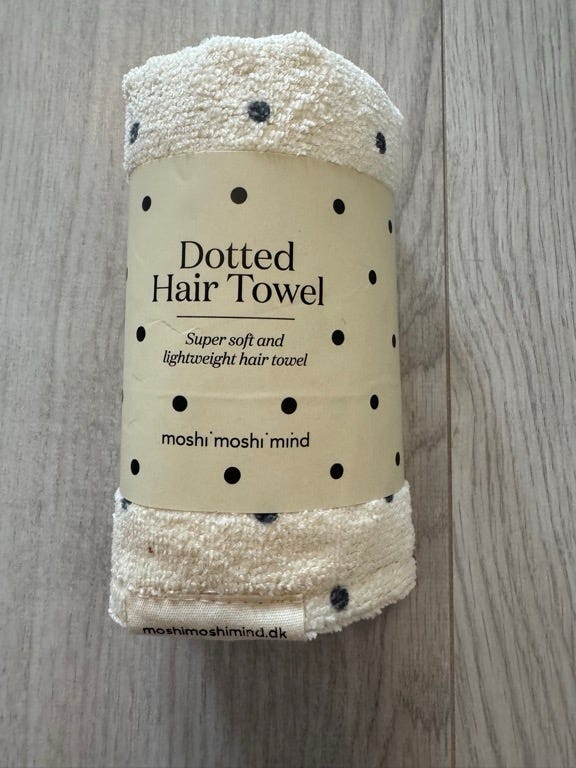 Dotted
Hair Towel
Super soft and
lightweight hair towel
moshi moshi mind
moshimoshimind.dk